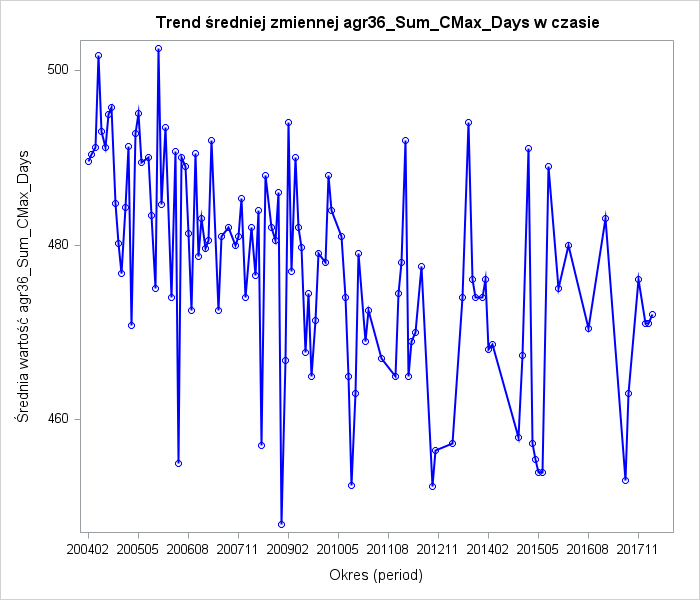 Trend średniej zmiennej agr36_Sum_CMax_Days w czasie
Średnia wartość agr36_Sum_CMax_Days
500
480
460
200402 200505 200608 200711 200902 201005 201108 201211 201402 201505 201608 201711
Okres (period)